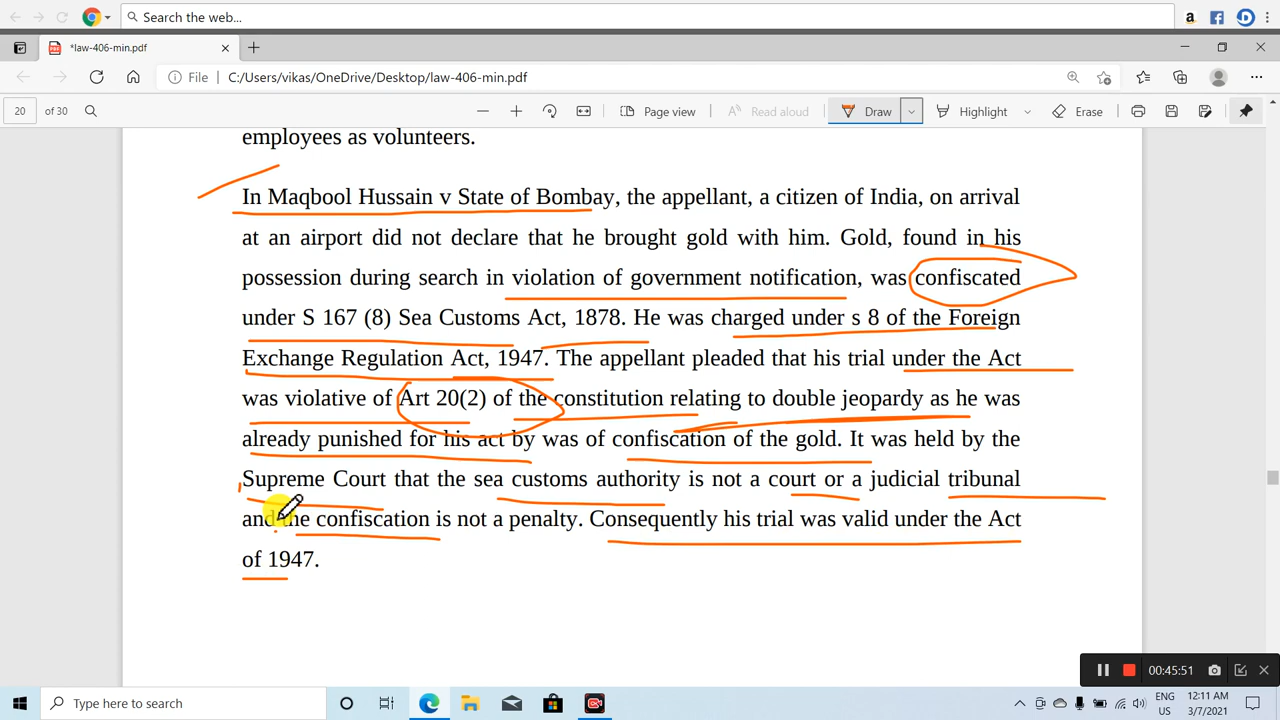 Search the web...
*law-406-min.pdf
File C:/Users/vikas/OneDrive/Desktop/law-406-min.pdf
20 of 30 Page view Read aloud Draw Highlight Erase
employees as volunteers.
In Maqbool Hussain v State of Bombay, the appellant, a citizen of India, on arrival
at an airport did not declare that he brought gold with him. Gold, found in his
possession during search in violation of government notification, was confiscated
under S 167 (8) Sea Customs Act, 1878. He was charged under s 8 of the Foreign
Exchange Regulation Act, 1947. The appellant pleaded that his trial under the Act
was violative of Art 20(2) of the constitution relating to double jeopardy as he was
already punished for his act by was of confiscation of the gold. It was held by the
Supreme Court that the sea customs authority is not a court or a judicial tribunal
and the confiscation is not a penalty. Consequently his trial was valid under the Act
of 1947.
00:45:51
Type here to search
ENG 12:11 AM
US 3/7/2021